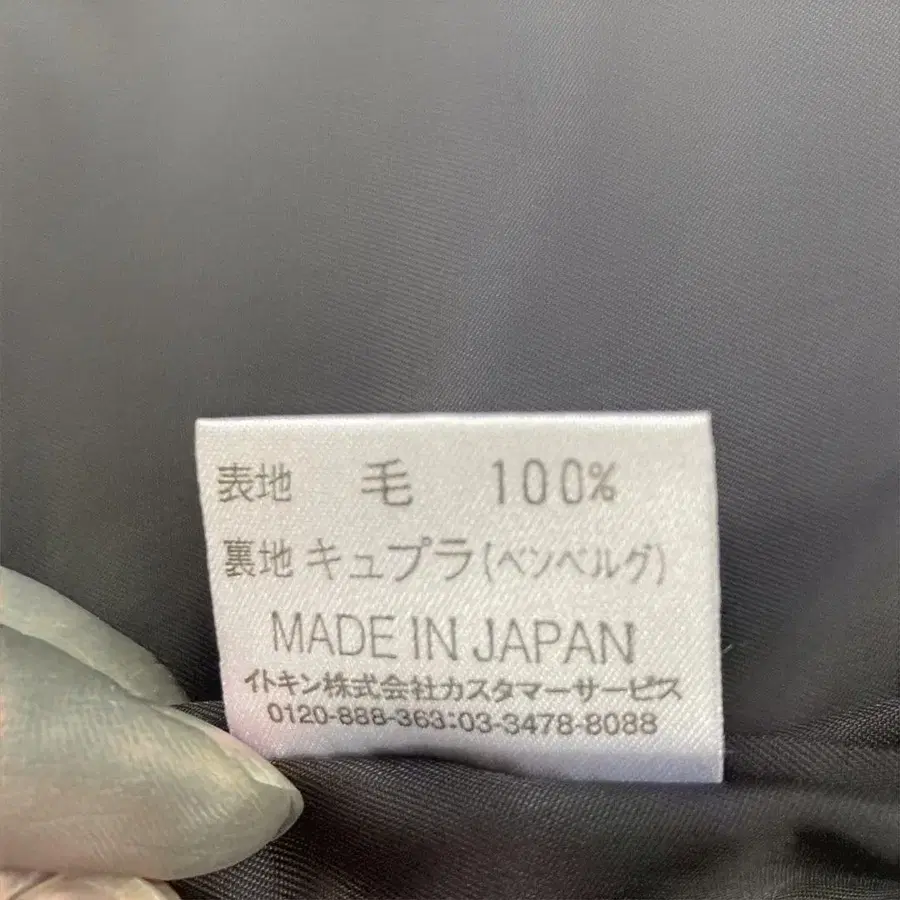 表地 毛 100%
裏地 キュプラ(ベンベルグ)
MADE IN JAPAN
イトキン株式会社カスタマーサービス
0120-888-363:03-3478-8088